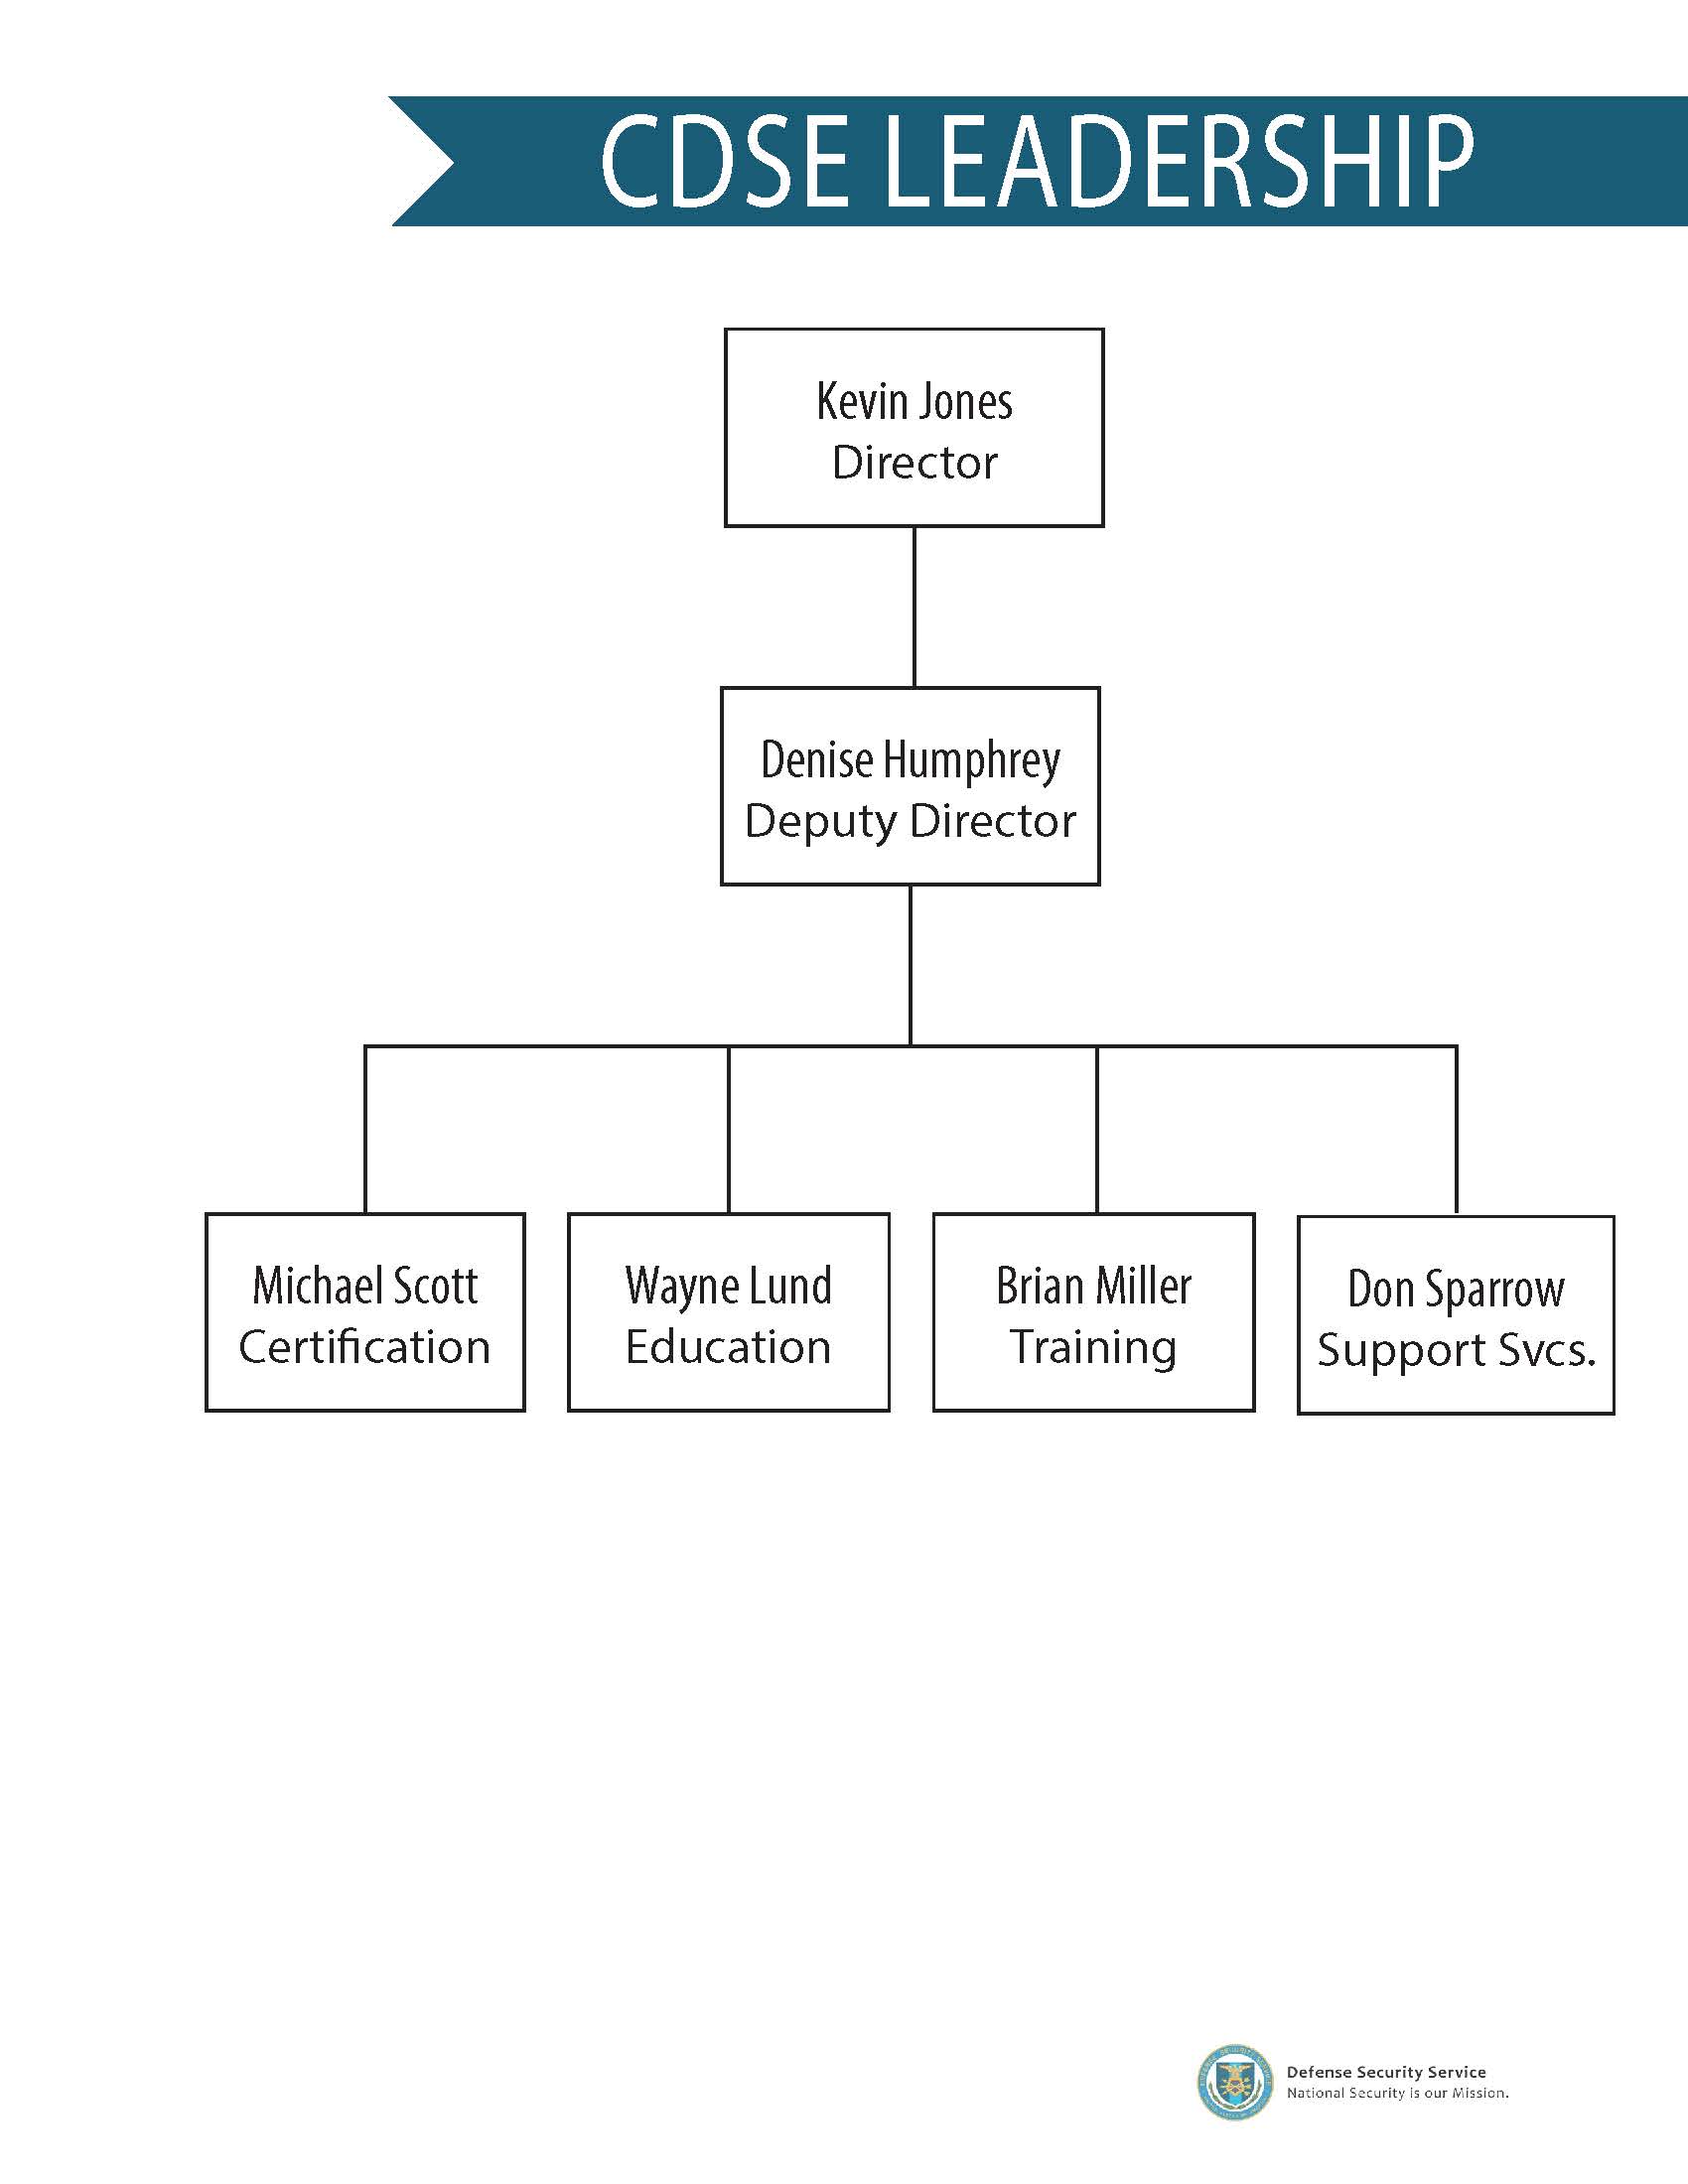 CDSE LEADERSHIP
Kevin Jones
Director
Denise Humphrey
Deputy Director
Michael Scott
Certification
Wayne Lund
Education
Brian Miller
Training
Don Sparrow
Support Svcs.
Defense Security Service
National Security is our Mission.